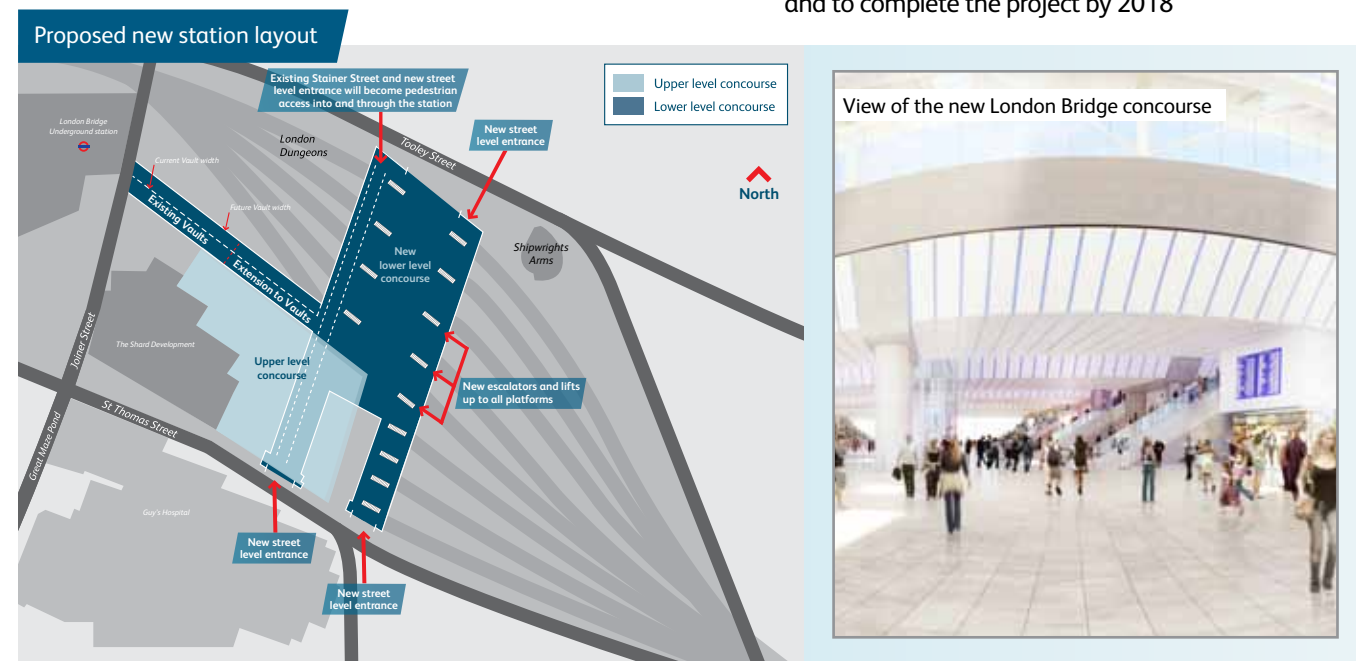 and to complete the project by 2018
Proposed new station layout
Existing Stainer Street and new street
level entrance will become pedestrian
access into and through the station
Upper level concourse
Lower level concourse
View of the new London Bridge concourse
London Bridge
Underground station
London
Dungeons
Tooley Street
New street
level entrance
North
Current Vault width
Future Vault width
Existing Vaults
Extension to Vaults
New
lower level
concourse
Shipwrights
Arms
Joiner Street
The Shard Development
Upper level
concourse
New escalators and lifts
up to all platforms
St Thomas Street
Great Maze Pond
Guy's Hospital
New street
level entrance
New street
level entrance